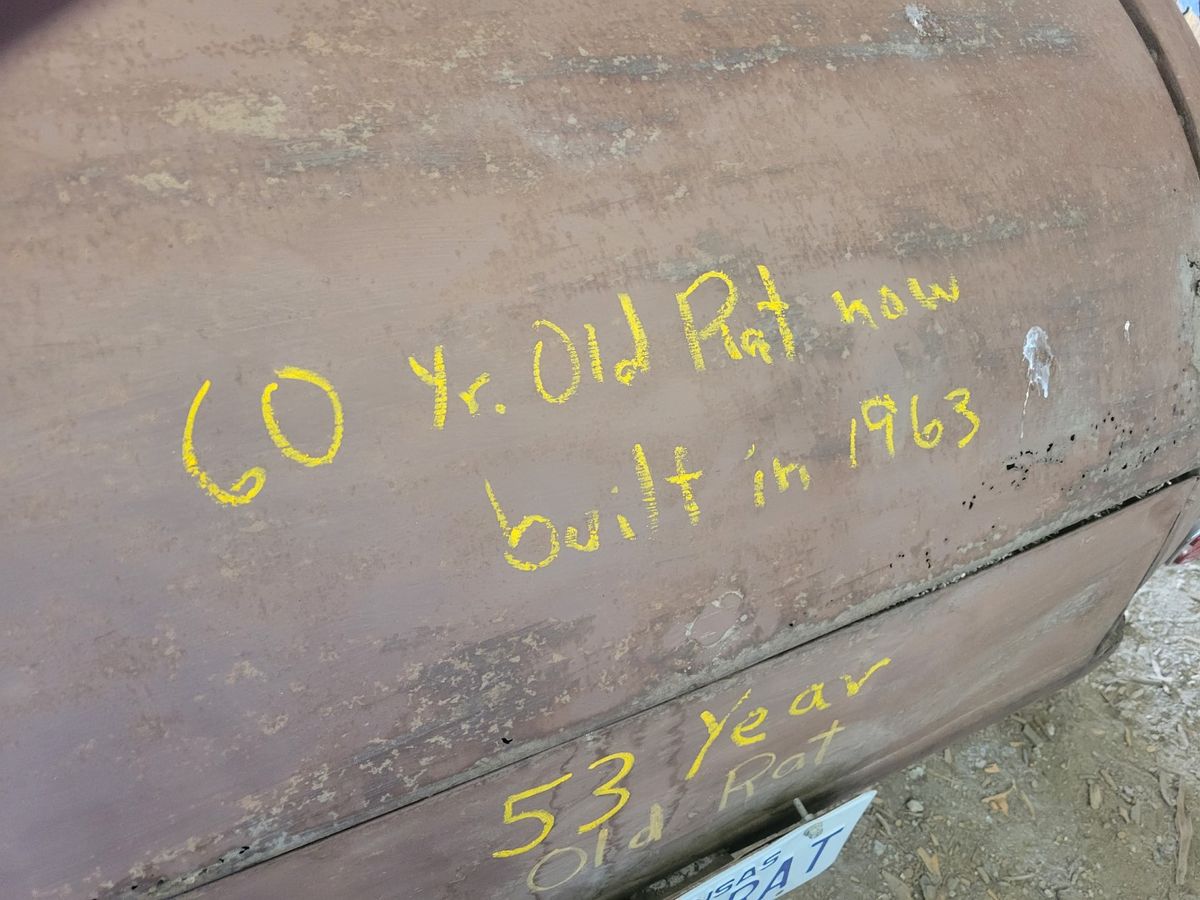 60 Yr. Old Rat now
built in 1963
53 Year
Old Rat
RAT